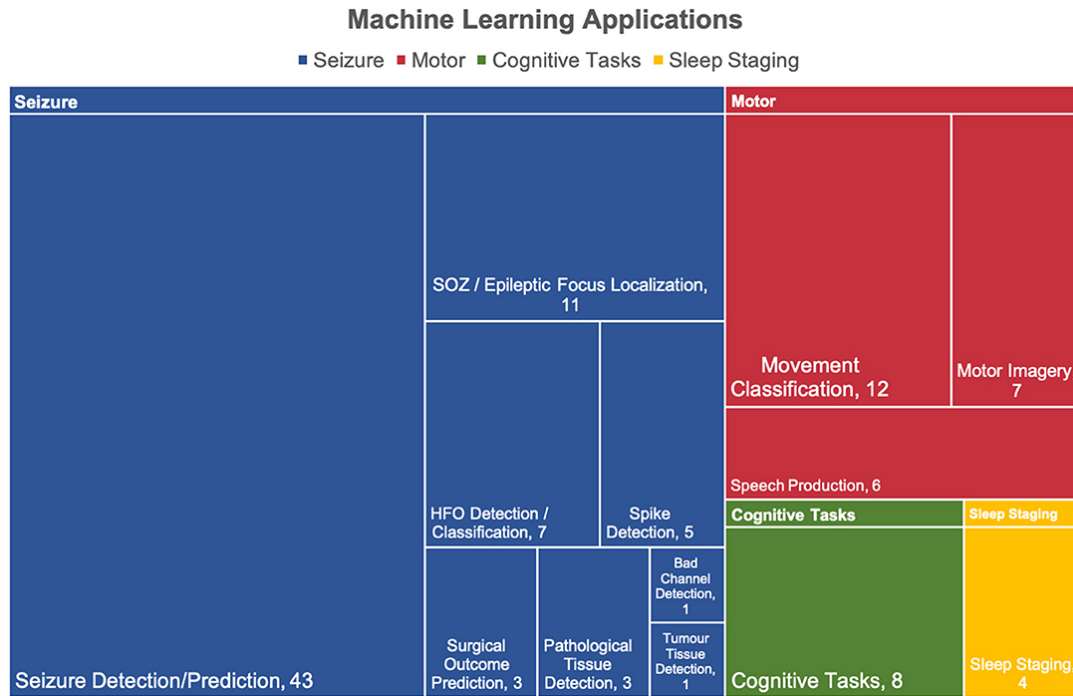 Machine Learning Applications
Seizure Motor Cognitive Tasks Sleep Staging
Seizure
Seizure Detection/Prediction, 43
SOZ / Epileptic Focus Localization,
11
HFO Detection /
Classification, 7
Spike
Detection, 5
Surgical
Outcome
Prediction, 3
Pathological
Tissue
Detection, 3
Bad
Channel
Detection,
1
Tumour
Tissue
Detection,
1
Motor
Movement
Classification, 12
Motor Imagery
7
Speech Production, 6
Cognitive Tasks
Cognitive Tasks, 8
Sleep Staging
Sleep Staging,
4